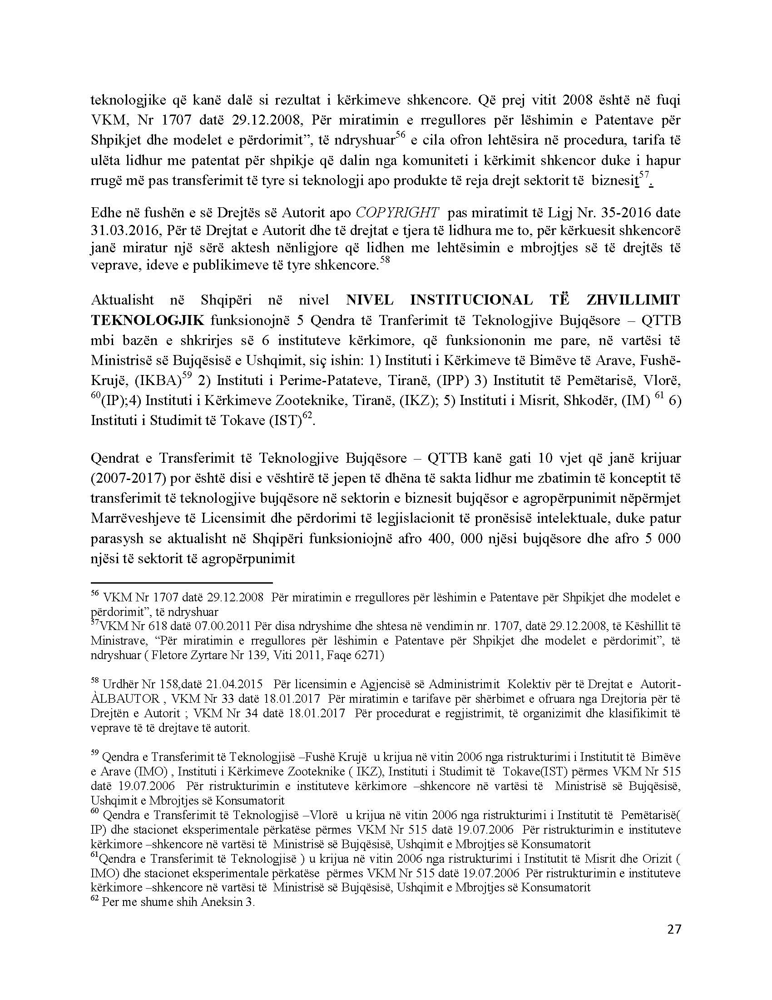 teknologjike që kanë dalë si rezultat i kërkimeve shkencore. Që prej vitit 2008 është në fuqi
VKM, Nr 1707 datë 29.12.2008, Për miratimin e rregullores për lëshimin e Patentave për
Shpikjet dhe modelet e përdorimit”, të ndryshuar56 e cila ofron lehtësira në procedura, tarifa të
ulëta lidhur me patentat për shpikje që dalin nga komuniteti i kërkimit shkencor duke i hapur
rrugë më pas transferimit të tyre si teknologji apo produkte të reja drejt sektorit të biznesit57.
Edhe në fushën e së Drejtës së Autorit apo COPYRIGHT pas miratimit të Ligj Nr. 35-2016 date
31.03.2016, Për të Drejtat e Autorit dhe të drejtat e tjera të lidhura me to, për kërkuesit shkencorë
janë miratur një sërë aktesh nënligjore që lidhen me lehtësimin e mbrojtjes së të drejtës të
veprave, ideve e publikimeve të tyre shkencore.58
Aktualisht në Shqipëri në nivel NIVEL INSTITUCIONAL TË ZHVILLIMIT
TEKNOLOGJIK funksionojnë 5 Qendra të Tranferimit të Teknologjive Bujqësore – QTTB
mbi bazën e shkrirjes së 6 instituteve kërkimore, që funksiononin me pare, në vartësi të
Ministrisë së Bujqësisë e Ushqimit, siç ishin: 1) Instituti i Kërkimeve të Bimëve të Arave, Fushë-
Krujë, (IKBA)59 2) Instituti i Perime-Patateve, Tiranë, (IPP) 3) Institutit të Pemëtarisë, Vlorë,
60(IP);4) Instituti i Kërkimeve Zooteknike, Tiranë, (IKZ); 5) Instituti i Misrit, Shkodër, (IM) 61 6)
Instituti i Studimit të Tokave (IST)62.
Qendrat e Transferimit të Teknologjive Bujqësore – QTTB kanë gati 10 vjet që janë krijuar
(2007-2017) por është disi e vështirë të jepen të dhëna të sakta lidhur me zbatimin të konceptit të
transferimit të teknologjive bujqësore në sektorin e biznesit bujqësor e agropërpunimit nëpërmjet
Marrëveshjeve të Licensimit dhe përdorimi të legjislacionit të pronësisë intelektuale, duke patur
parasysh se aktualisht në Shqipëri funksioniojnë afro 400, 000 njësi bujqësore dhe afro 5 000
njësi të sektorit të agropërpunimit
56 VKM Nr 1707 datë 29.12.2008 Për miratimin e rregullores për lëshimin e Patentave për Shpikjet dhe modelet e
përdorimit”, të ndryshuar
57VKM Nr 618 datë 07.00.2011 Për disa ndryshime dhe shtesa në vendimin nr. 1707, datë 29.12.2008, të Këshillit të
Ministrave, “Për miratimin e rregullores për lëshimin e Patentave për Shpikjet dhe modelet e përdorimit”, të
ndryshuar ( Fletore Zyrtare Nr 139, Viti 2011, Faqe 6271)
58 Urdhër Nr 158,datë 21.04.2015 Për licensimin e Agjencisë së Administrimit Kolektiv për të Drejtat e Autorit-
ÀLBAUTOR , VKM Nr 33 datë 18.01.2017 Për miratimin e tarifave për shërbimet e ofruara nga Drejtoria për të
Drejtën e Autorit ; VKM Nr 34 datë 18.01.2017 Për procedurat e regjistrimit, të organizimit dhe klasifikimit të
veprave të të drejtave të autorit.
59 Qendra e Transferimit të Teknologjisë –Fushë Krujë u krijua në vitin 2006 nga ristrukturimi i Institutit të Bimëve
e Arave (IMO) , Instituti i Kërkimeve Zooteknike ( IKZ), Instituti i Studimit të Tokave(IST) përmes VKM Nr 515
datë 19.07.2006 Për ristrukturimin e instituteve kërkimore –shkencore në vartësi të Ministrisë së Bujqësisë,
Ushqimit e Mbrojtjes së Konsumatorit
60 Qendra e Transferimit të Teknologjisë –Vlorë u krijua në vitin 2006 nga ristrukturimi i Institutit të Pemëtarisë(
IP) dhe stacionet eksperimentale përkatëse përmes VKM Nr 515 datë 19.07.2006 Për ristrukturimin e instituteve
kërkimore –shkencore në vartësi të Ministrisë së Bujqësisë, Ushqimit e Mbrojtjes së Konsumatorit
61Qendra e Transferimit të Teknologjisë ) u krijua në vitin 2006 nga ristrukturimi i Institutit të Misrit dhe Orizit (
IMO) dhe stacionet eksperimentale përkatëse përmes VKM Nr 515 datë 19.07.2006 Për ristrukturimin e instituteve
kërkimore –shkencore në vartësi të Ministrisë së Bujqësisë, Ushqimit e Mbrojtjes së Konsumatorit
62 Per me shume shih Aneksin 3.
27